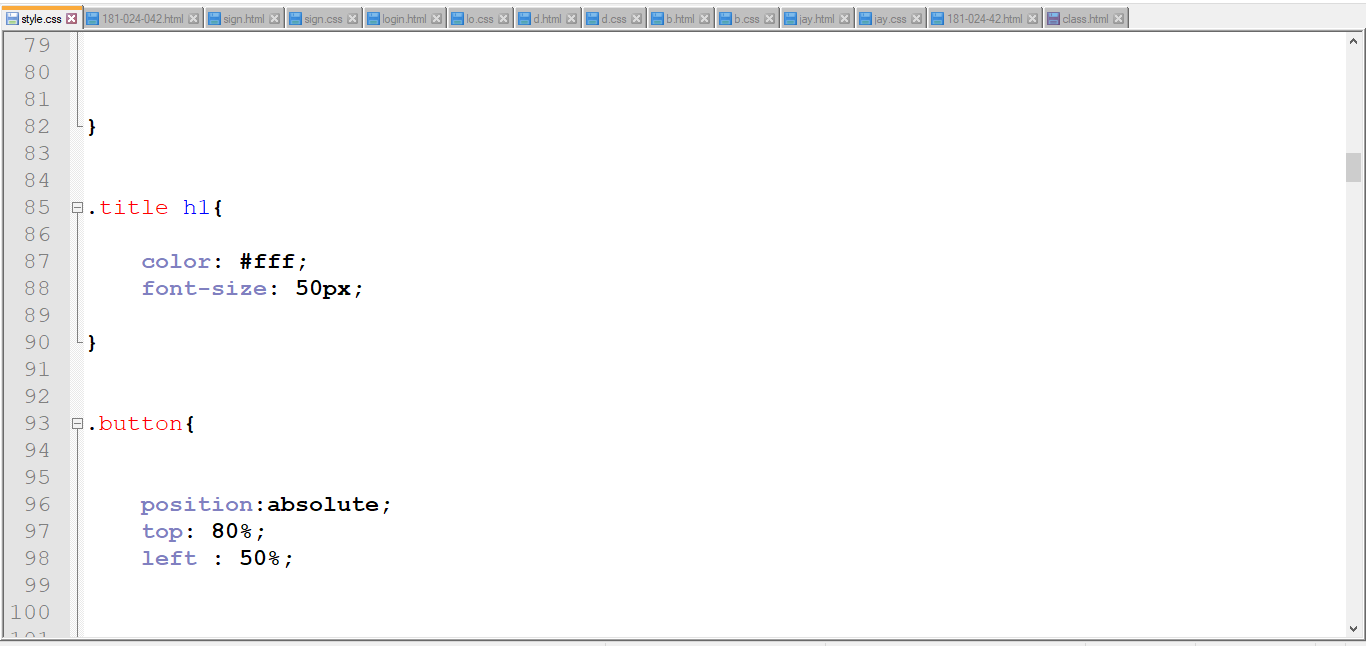 style.css 181-024-042.html sign.html sign.css login.html lo.css d.html d.css b.html b.css jay.html jay.css 181-024-42.html class.html
79
80
81
82 }
83
84
85 .title h1{
86
87 color: #fff;
88 font-size: 50px;
89
90 }
91
92
93 .button{
94
95
96 position:absolute;
97 top: 80%;
98 left : 50%;
99
100
101